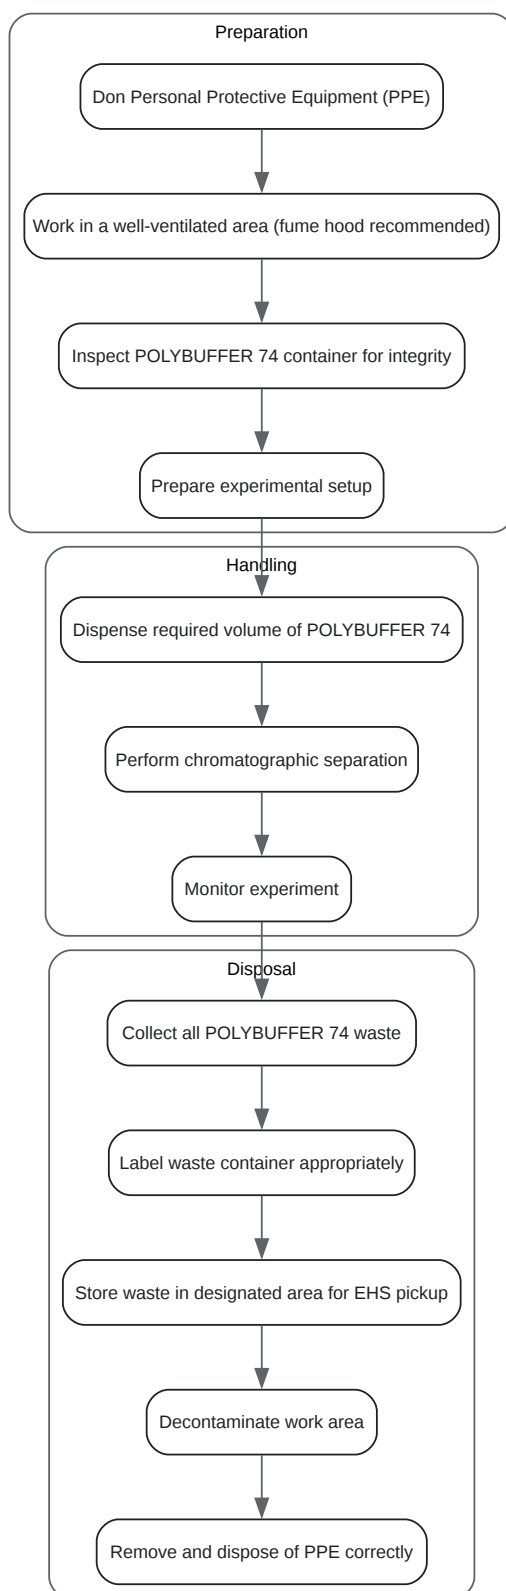 Preparation
Don Personal Protective Equipment (PPE)
Work in a well-ventilated area (fume hood recommended)
Inspect POLYBUFFER 74 container for integrity
Prepare experimental setup
Handling
Dispense required volume of POLYBUFFER 74
Perform chromatographic separation
Monitor experiment
Disposal
Collect all POLYBUFFER 74 waste
Label waste container appropriately
Store waste in designated area for EHS pickup
Decontaminate work area
Remove and dispose of PPE correctly